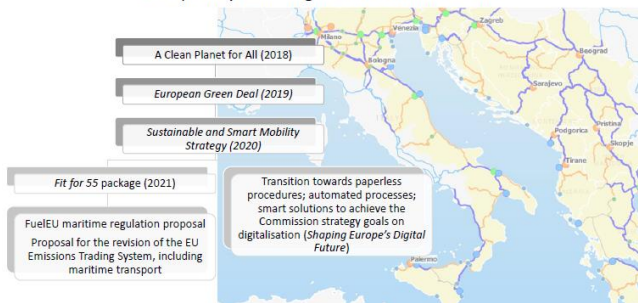 A Clean Planet for All (2018)
European Green Deal (2019)
Sustainable and Smart Mobility
Strategy (2020)
Fit for 55 package (2021)
FuelEU maritime regulation proposal
Proposal for the revision of the EU
Emissions Trading System, including
maritime transport
Transition towards paperless
procedures; automated processes;
smart solutions to achieve the
Commission strategy goals on
digitalisation (Shaping Europe's Digital
Future)
Milano
Venezia
Zagreb
Bologna
Beograd
Sarajevo
Pristina
Podgorica
Skopje
Tirano
Palermo